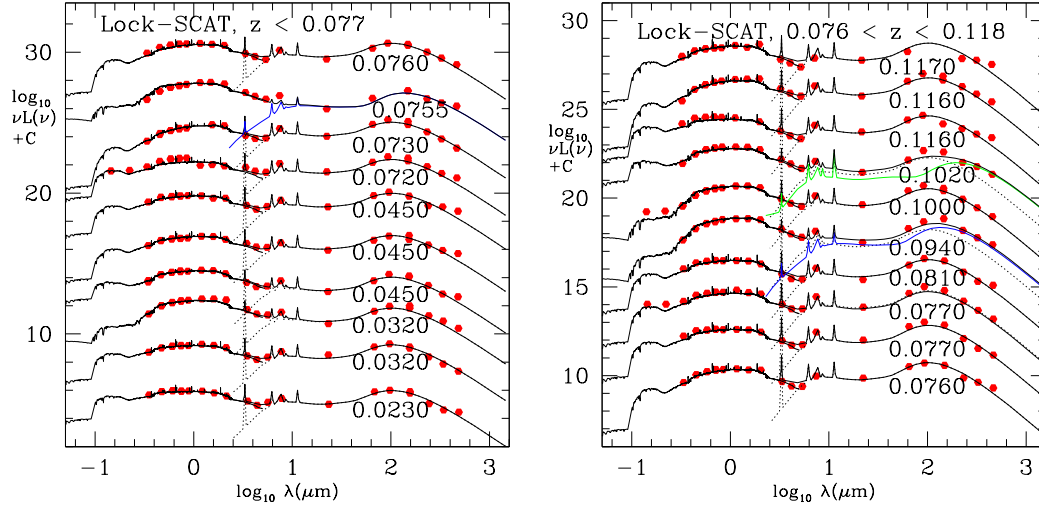 Lock-SCAT, z < 0.077
30
20
10
log₁₀
νL(ν)
+C
0.0760
0.0755
0.0730
0.0720
0.0450
0.0450
0.0450
0.0320
0.0320
0.0230
−1 0 1 2 3
log₁₀ λ(μm)
Lock-SCAT, 0.076 < z < 0.118
30
25
20
15
10
log₁₀
νL(ν)
+C
0.1170
0.1160
0.1160
0.1020
0.1000
0.0940
0.0810
0.0770
0.0770
0.0760
−1 0 1 2 3
log₁₀ λ(μm)